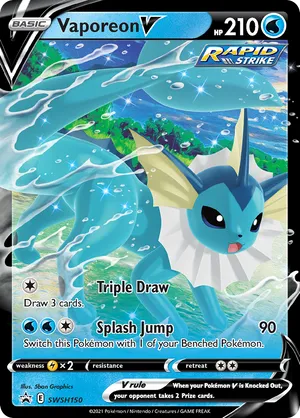 BASIC Vaporeon V HP 210
RAPID STRIKE
Triple Draw
Draw 3 cards.
Splash Jump 90
Switch this Pokémon with 1 of your Benched Pokémon.
weakness ×2 resistance retreat
Illus. 5ban Graphics
V rule When your Pokémon V is Knocked Out, your opponent takes 2 Prize cards.
E SWSH150
©2021 Pokémon / Nintendo / Creatures / GAME FREAK